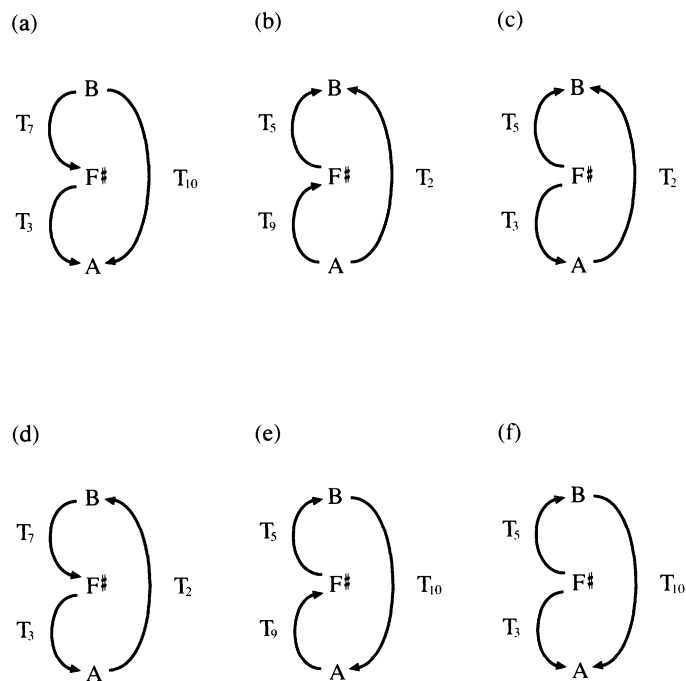 (a) (b) (c)
B B B
T₇ T₅ T₅
F♯ T₁₀ F♯ T₂ F♯ T₂
T₃ T₉ T₃
A A A
(d) (e) (f)
B B B
T₇ T₅ T₅
F♯ T₂ F♯ T₁₀ F♯ T₁₀
T₃ T₉ T₃
A A A